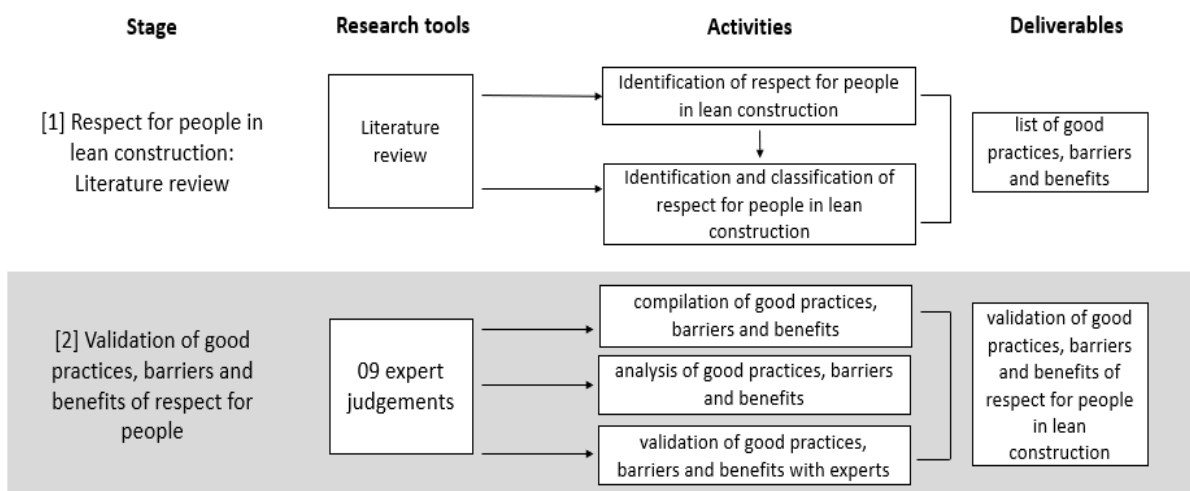 Stage
Research tools
Activities
Deliverables
[1] Respect for people in
lean construction:
Literature review
Literature
review
Identification of respect for people
in lean construction
Identification and classification of
respect for people in lean
construction
list of good
practices, barriers
and benefits
[2] Validation of good
practices, barriers and
benefits of respect for
people
09 expert
judgements
compilation of good practices,
barriers and benefits
analysis of good practices, barriers
and benefits
validation of good practices,
barriers and benefits with experts
validation of good
practices, barriers
and benefits of
respect for people
in lean
construction